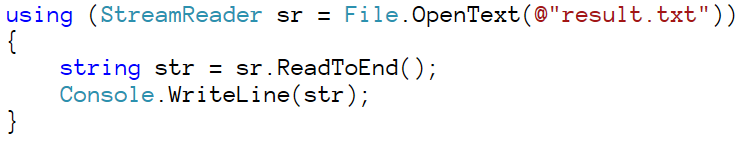 using (StreamReader sr = File.OpenText(@"result.txt"))
{
    string str = sr.ReadToEnd();
    Console.WriteLine(str);
}